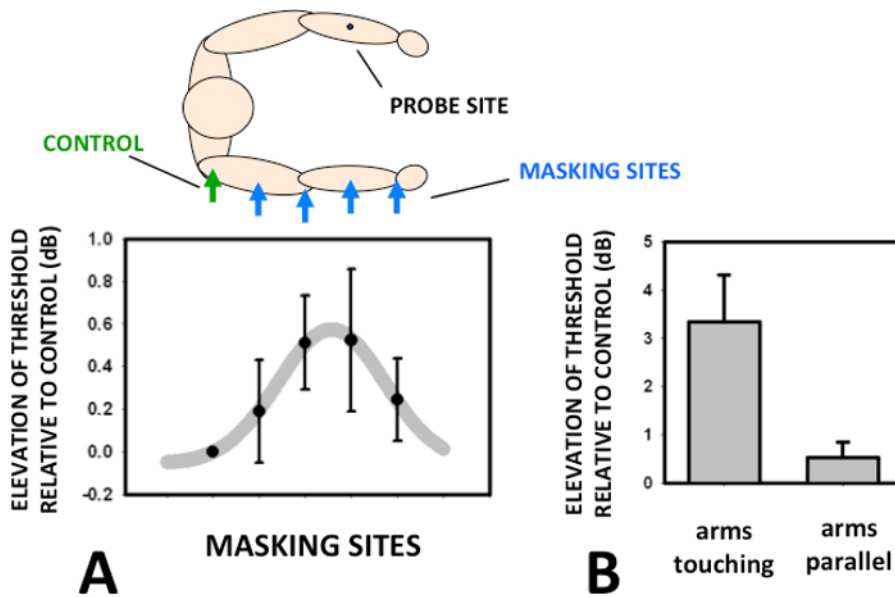 PROBE SITE
CONTROL
MASKING SITES
ELEVATION OF THRESHOLD
RELATIVE TO CONTROL (dB)
1.0
0.8
0.6
0.4
0.2
0.0
-0.2
MASKING SITES
A
ELEVATION OF THRESHOLD
RELATIVE TO CONTROL (dB)
5
4
3
2
1
0
arms
touching
arms
parallel
B